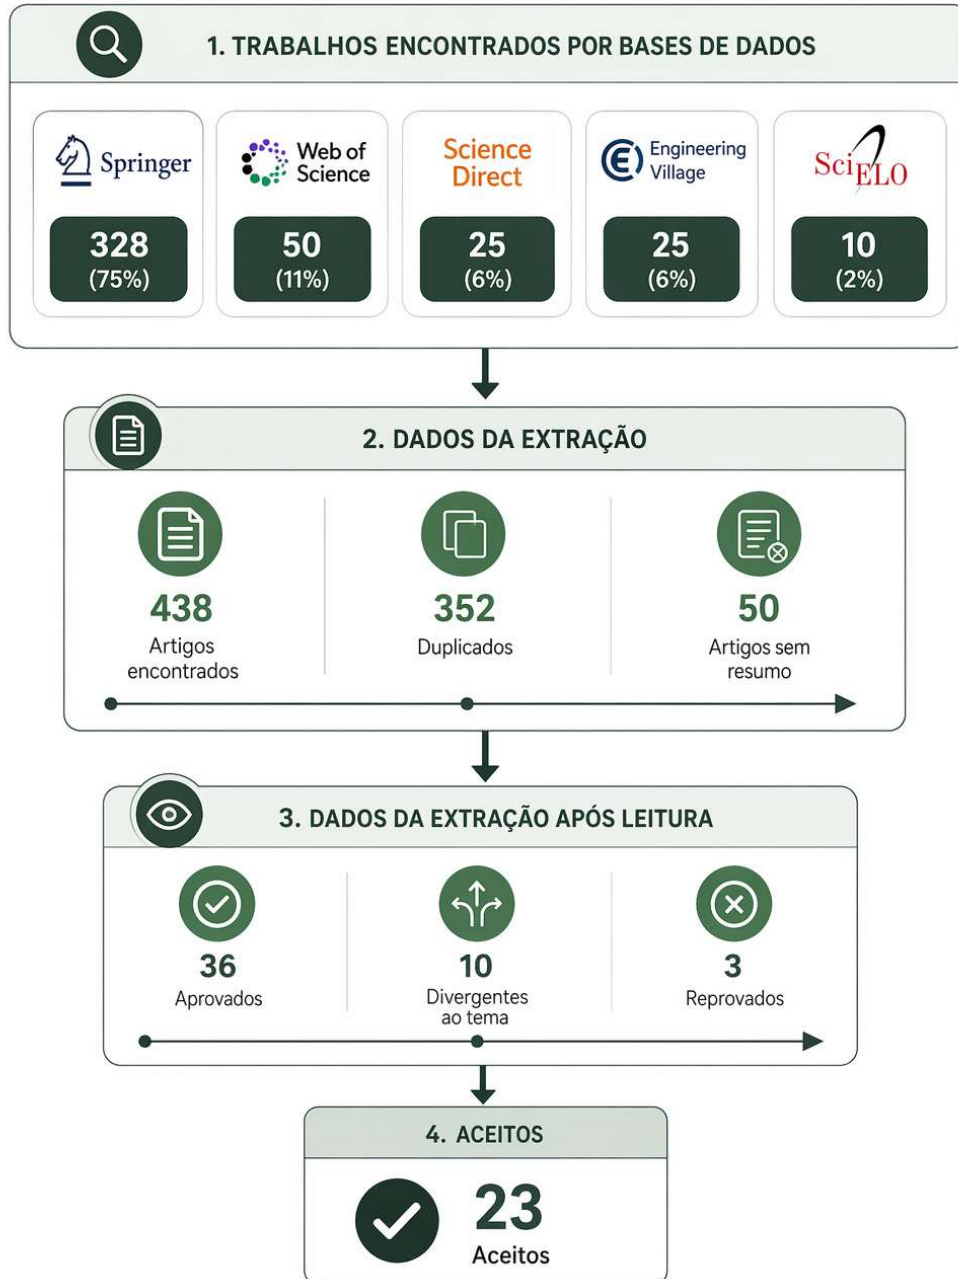 1. TRABALHOS ENCONTRADOS POR BASES DE DADOS
Springer
328
(75%)
Web of
Science
50
(11%)
Science
Direct
25
(6%)
Engineering
Village
25
(6%)
SciELO
10
(2%)
2. DADOS DA EXTRAÇÃO
438
Artigos
encontrados
352
Duplicados
50
Artigos sem
resumo
3. DADOS DA EXTRAÇÃO APÓS LEITURA
36
Aprovados
10
Divergentes
ao tema
3
Reprovados
4. ACEITOS
23
Aceitos